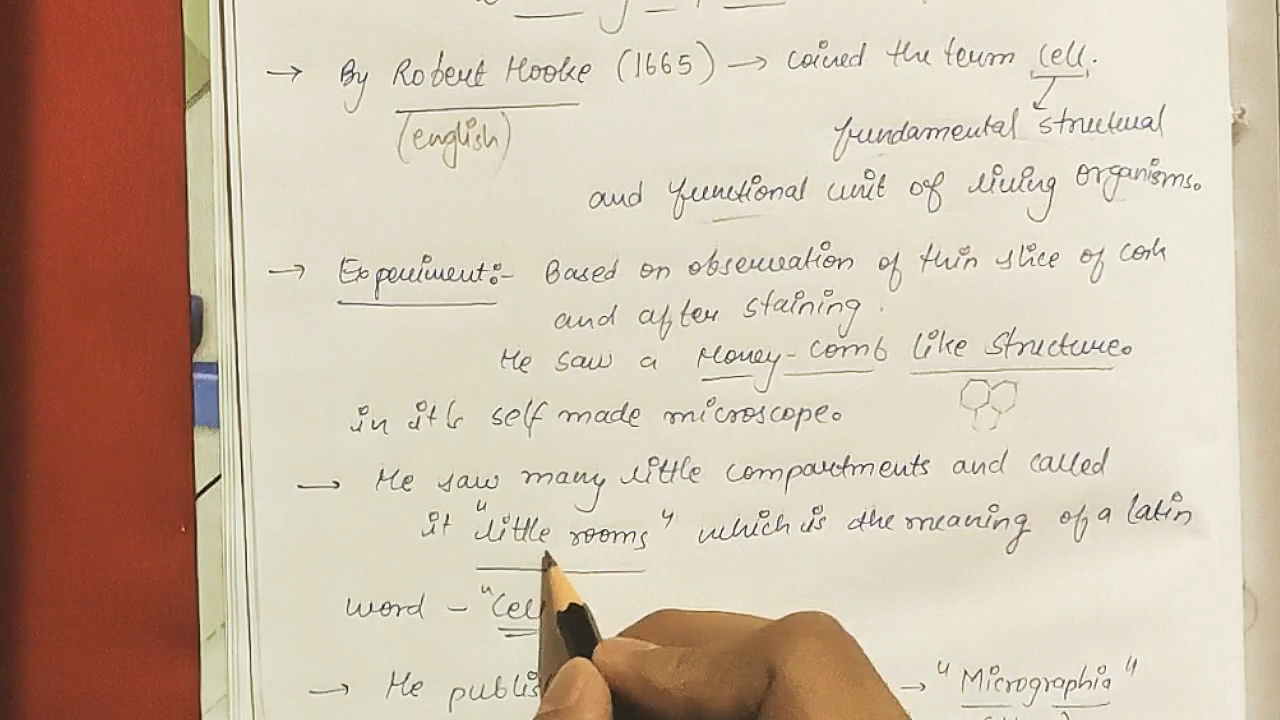 → By Robert Hooke (1665) → coined the term cell.
(english)
fundamental structural
and functional unit of living organisms.
→ Experiment:- Based on observation of thin slice of cork
and after staining.
He saw a Honey-comb like structure.
in it's self made microscope.
→ He saw many little compartments and called
it "little rooms" which is the meaning of a latin
word - "Cell
→ He publis → "Micrographia"